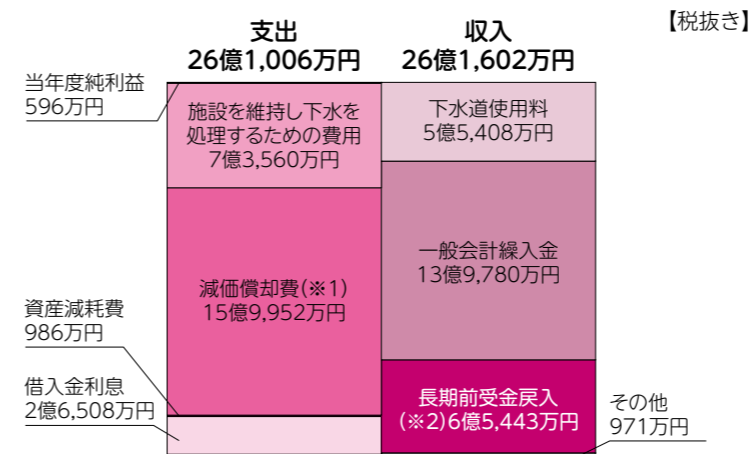 【税抜き】
支出
26億1,006万円
収入
26億1,602万円
当年度純利益
596万円
施設を維持し下水を
処理するための費用
7億3,560万円
下水道使用料
5億5,408万円
減価償却費(※1)
15億9,952万円
一般会計繰入金
13億9,780万円
資産減耗費
986万円
借入金利息
2億6,508万円
長期前受金戻入
(※2)6億5,443万円
その他
971万円